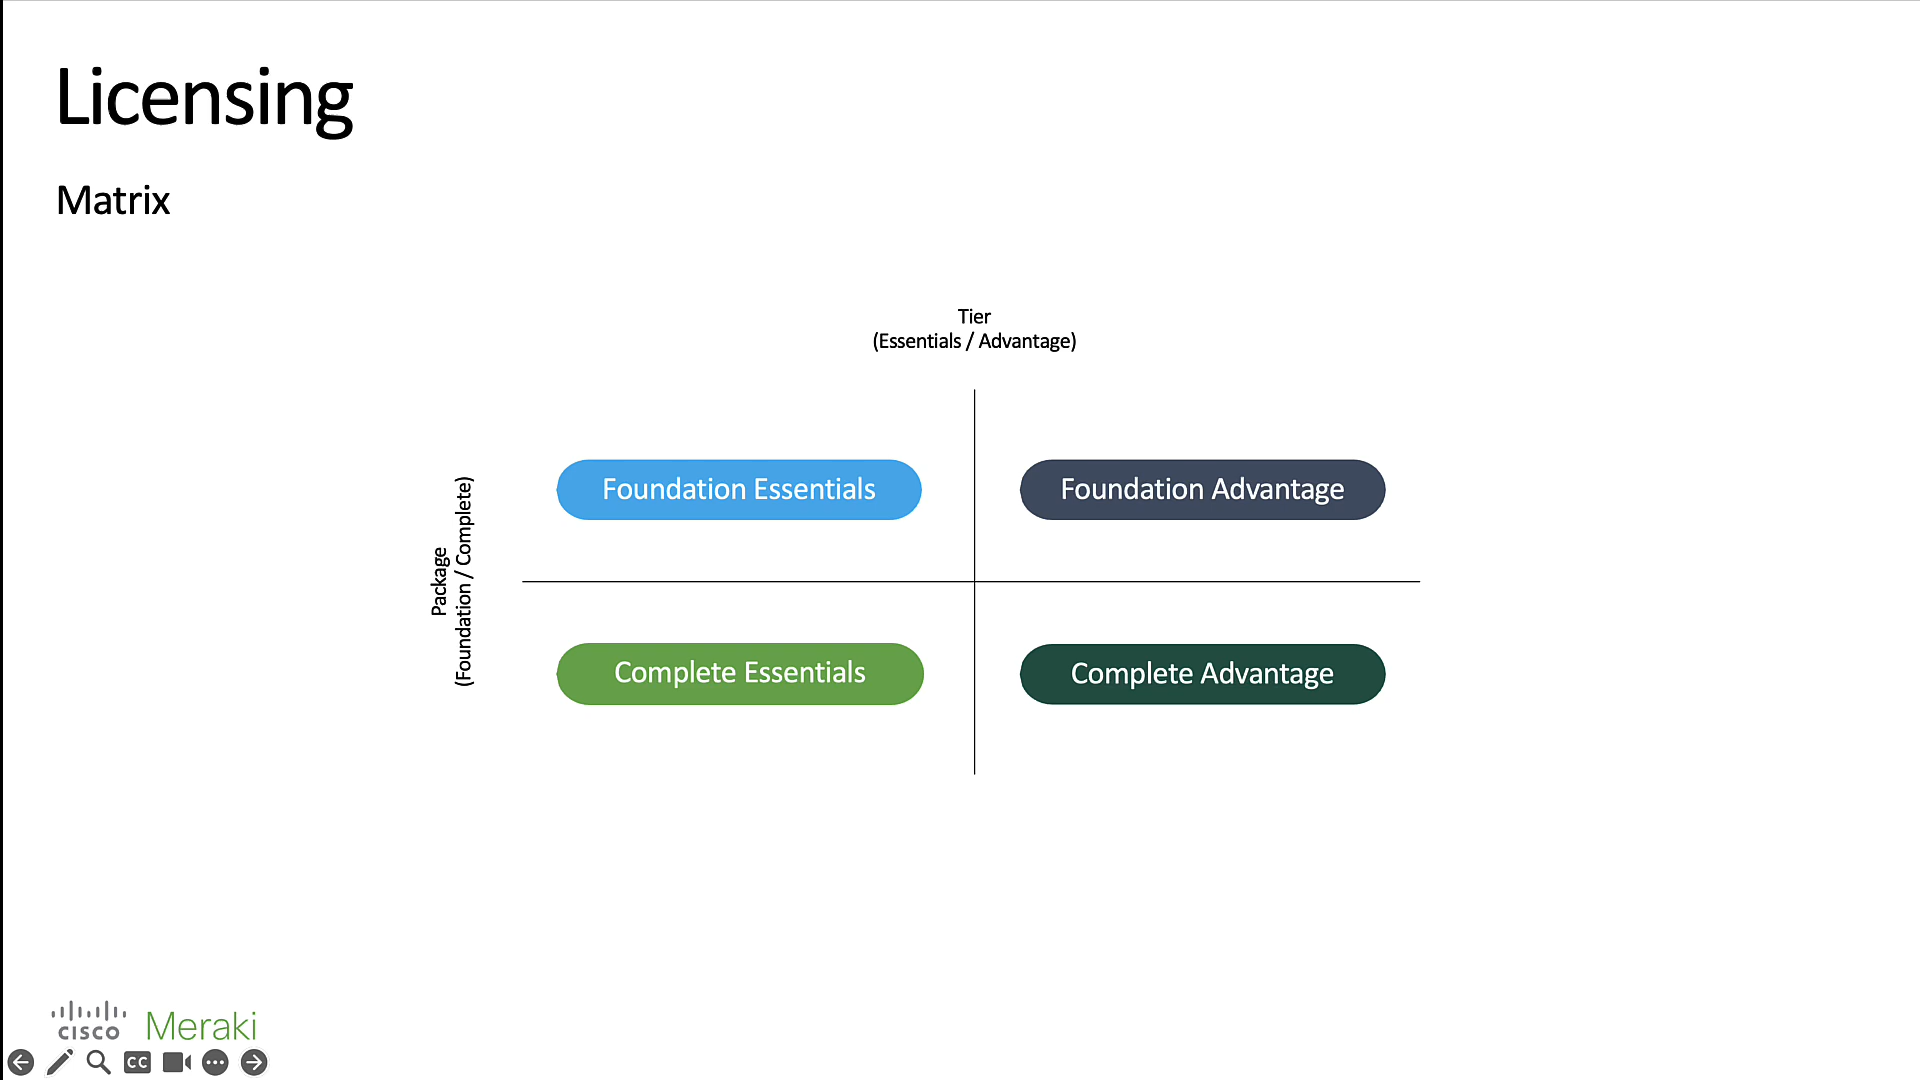 Licensing
Matrix
Tier
(Essentials / Advantage)
Package
(Foundation / Complete)
Foundation Essentials
Foundation Advantage
Complete Essentials
Complete Advantage
CISCO Meraki
CC